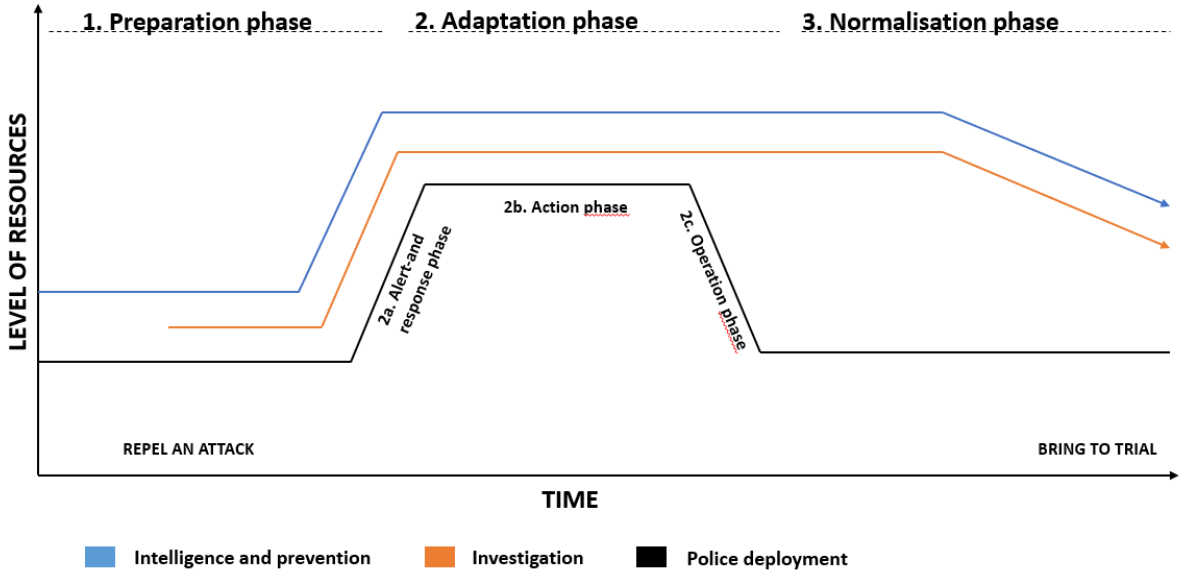 1. Preparation phase
2. Adaptation phase
3. Normalisation phase
LEVEL OF RESOURCES
2a. Alert-and
response phase
2b. Action phase
2c. Operation phase
REPEL AN ATTACK
BRING TO TRIAL
TIME
Intelligence and prevention
Investigation
Police deployment